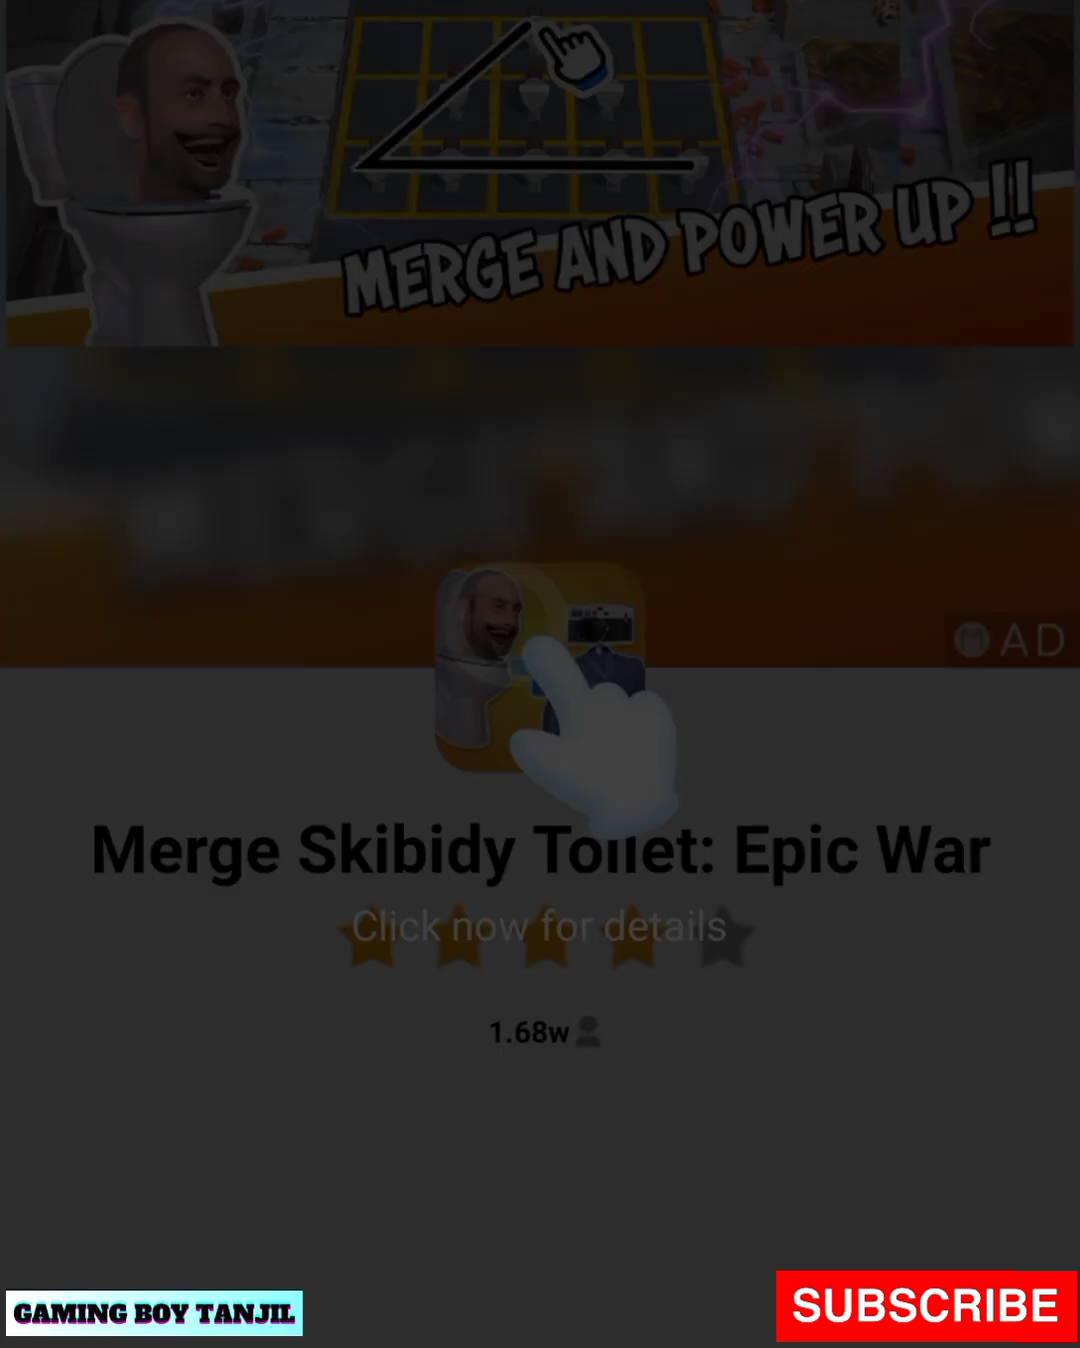 MERGE AND POWER UP !!
AD
Merge Skibidy Toilet: Epic War
Click now for details
1.68w
GAMING BOY TANJIL
SUBSCRIBE